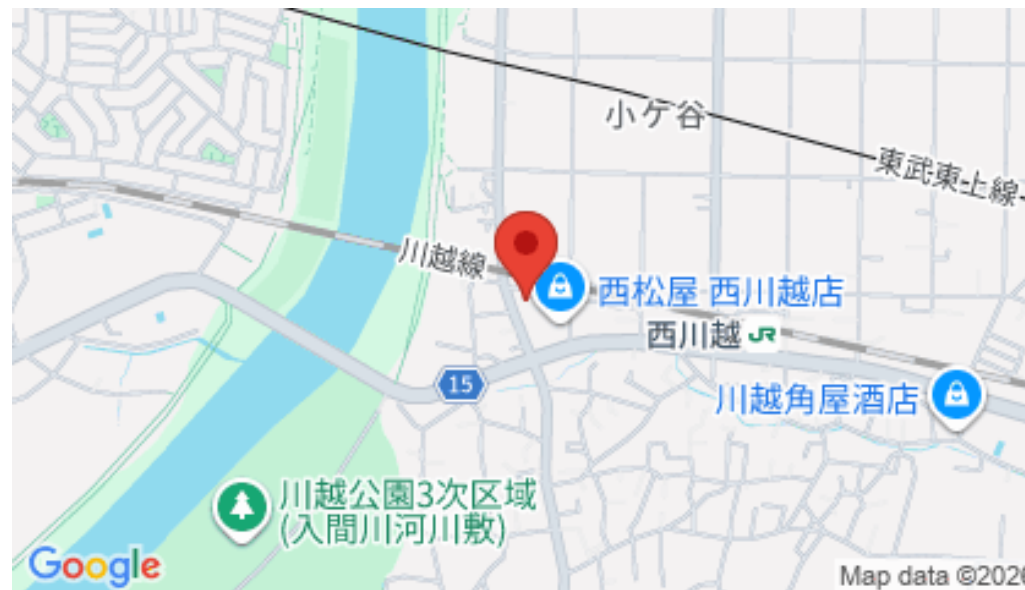 小ケ谷
東武東上線
川越線
西松屋 西川越店
西川越 JR
15
川越角屋酒店
川越公園3次区域
(入間川河川敷)
Google
Map data ©2026